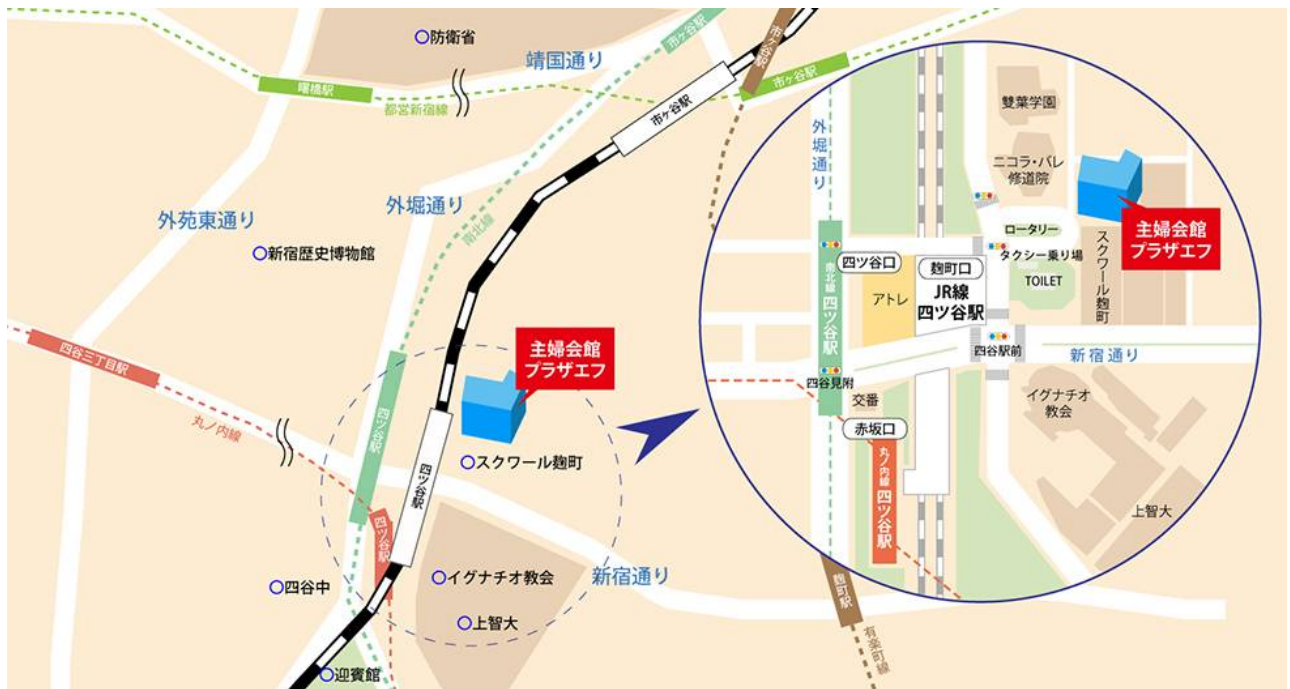 防衛省
靖国通り
市ヶ谷駅
市ヶ谷駅
市ヶ谷駅
市ヶ谷駅
曙橋駅
都営新宿線
外堀通り
南北線
外苑東通り
新宿歴史博物館
四谷三丁目駅
丸ノ内線
四ツ谷駅
四ツ谷駅
四ツ谷駅
主婦会館
プラザエフ
スクワール麹町
イグナチオ教会
新宿通り
四谷中
上智大
迎賓館
麹町駅
有楽町線
外堀通り
雙葉学園
ニコラ・バレ
修道院
主婦会館
プラザエフ
ロータリー
タクシー乗り場
TOILET
スクワール麹町
四ツ谷口
麹町口
アトレ
JR線
四ツ谷駅
南北線 四ツ谷駅
四谷駅前
新宿通り
四谷見附
交番
赤坂口
丸ノ内線 四ツ谷駅
イグナチオ
教会
上智大